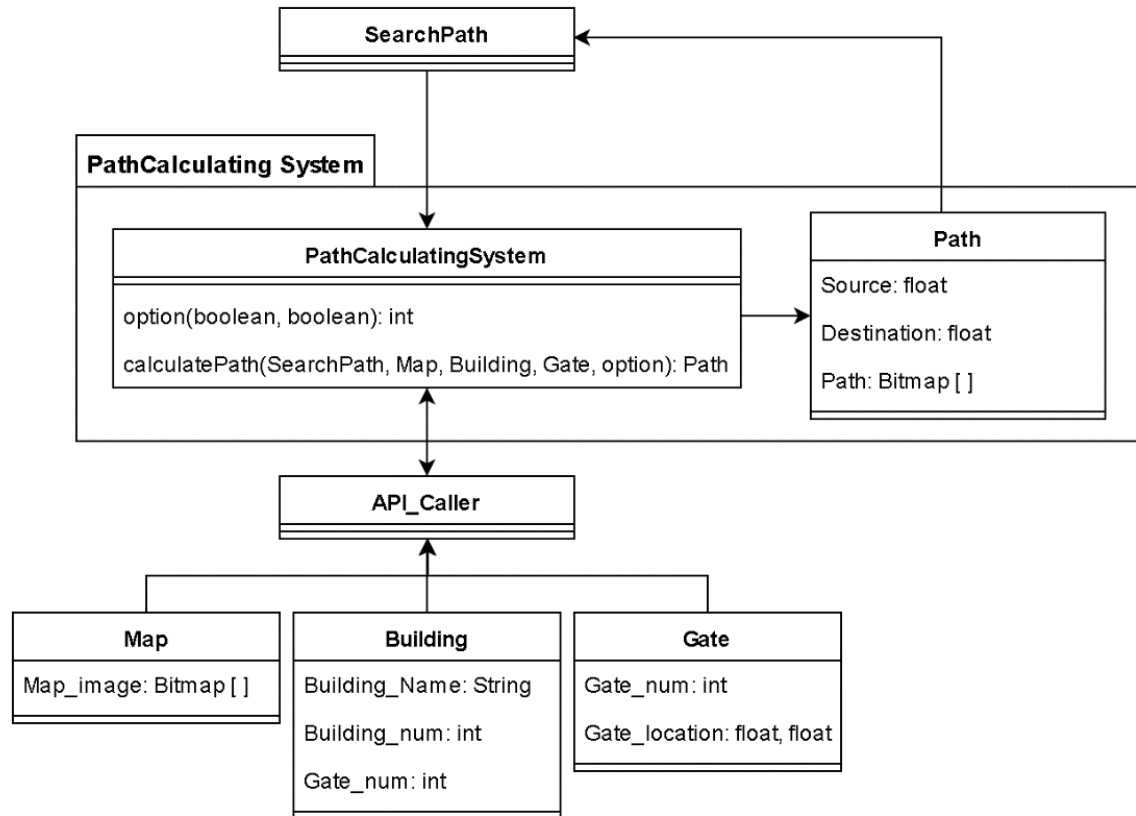 SearchPath
PathCalculating System
PathCalculatingSystem
option(boolean, boolean): int
calculatePath(SearchPath, Map, Building, Gate, option): Path
Path
Source: float
Destination: float
Path: Bitmap [ ]
API_Caller
Map
Map_image: Bitmap [ ]
Building
Building_Name: String
Building_num: int
Gate_num: int
Gate
Gate_num: int
Gate_location: float, float